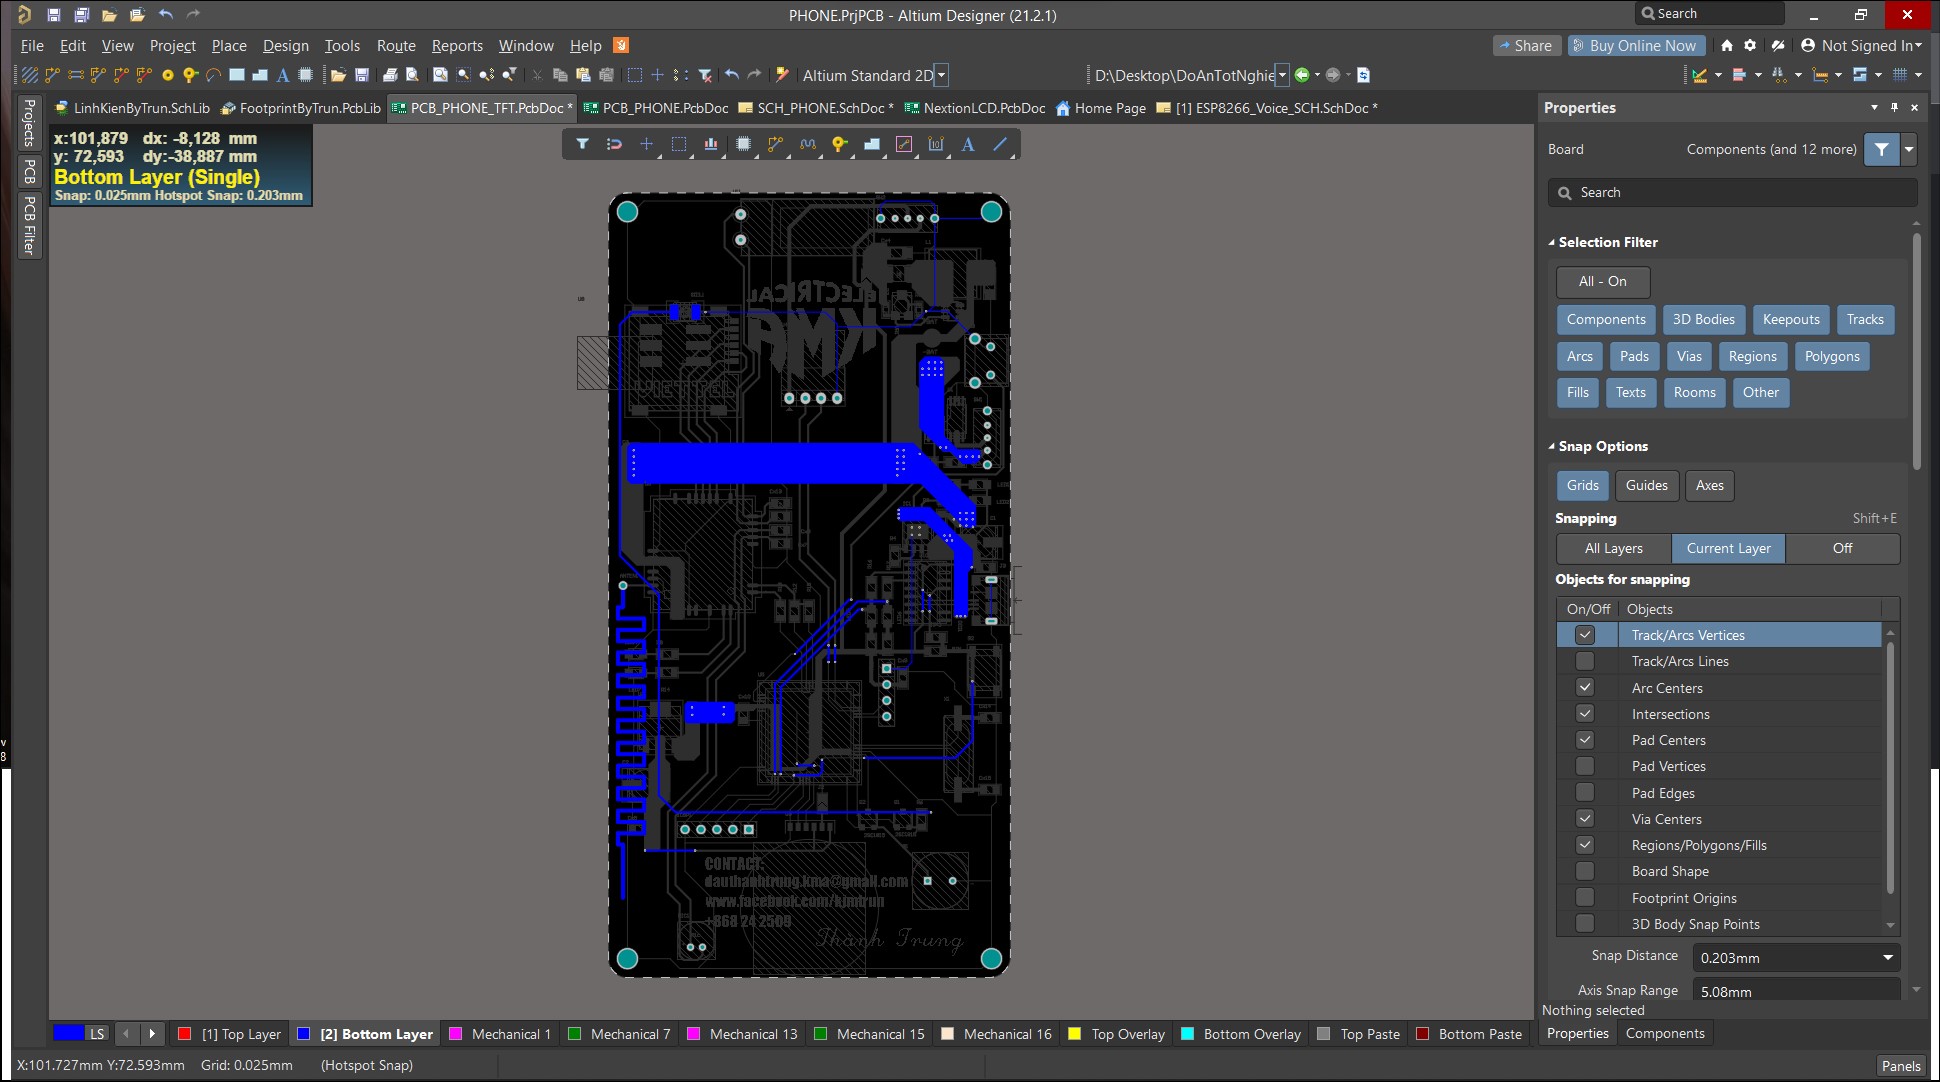 PHONE.PrjPCB - Altium Designer (21.2.1)
Search
File Edit View Project Place Design Tools Route Reports Window Help
Share
Buy Online Now
Not Signed In
Altium Standard 2D
D:\Desktop\DoAnTotNghie
LinhKienByTrun.SchLib
FootprintByTrun.PcbLib
PCB_PHONE_TFT.PcbDoc *
PCB_PHONE.PcbDoc
SCH_PHONE.SchDoc *
NextionLCD.PcbDoc
Home Page
[1] ESP8266_Voice_SCH.SchDoc *
Projects
PCB
PCB Filter
x:101,879 dx: -8,128 mm
y: 72,593 dy:-38,887 mm
Bottom Layer (Single)
Snap: 0.025mm Hotspot Snap: 0.203mm
ELECTRICAL
KMA
VIETTEL
CONTACT:
dauthanhtrung.kma@gmail.com
www.facebook.com/kjmtrun
+868 24 2509
Thành Trung
Properties
Board
Components (and 12 more)
Search
Selection Filter
All - On
Components 3D Bodies Keepouts Tracks
Arcs Pads Vias Regions Polygons
Fills Texts Rooms Other
Snap Options
Grids Guides Axes
Snapping Shift+E
All Layers Current Layer Off
Objects for snapping
On/Off Objects
Track/Arcs Vertices
Track/Arcs Lines
Arc Centers
Intersections
Pad Centers
Pad Vertices
Pad Edges
Via Centers
Regions/Polygons/Fills
Board Shape
Footprint Origins
3D Body Snap Points
Snap Distance 0.203mm
Axis Snap Range 5.08mm
Nothing selected
Properties Components
LS
[1] Top Layer
[2] Bottom Layer
Mechanical 1
Mechanical 7
Mechanical 13
Mechanical 15
Mechanical 16
Top Overlay
Bottom Overlay
Top Paste
Bottom Paste
X:101.727mm Y:72.593mm Grid: 0.025mm (Hotspot Snap)
Panels